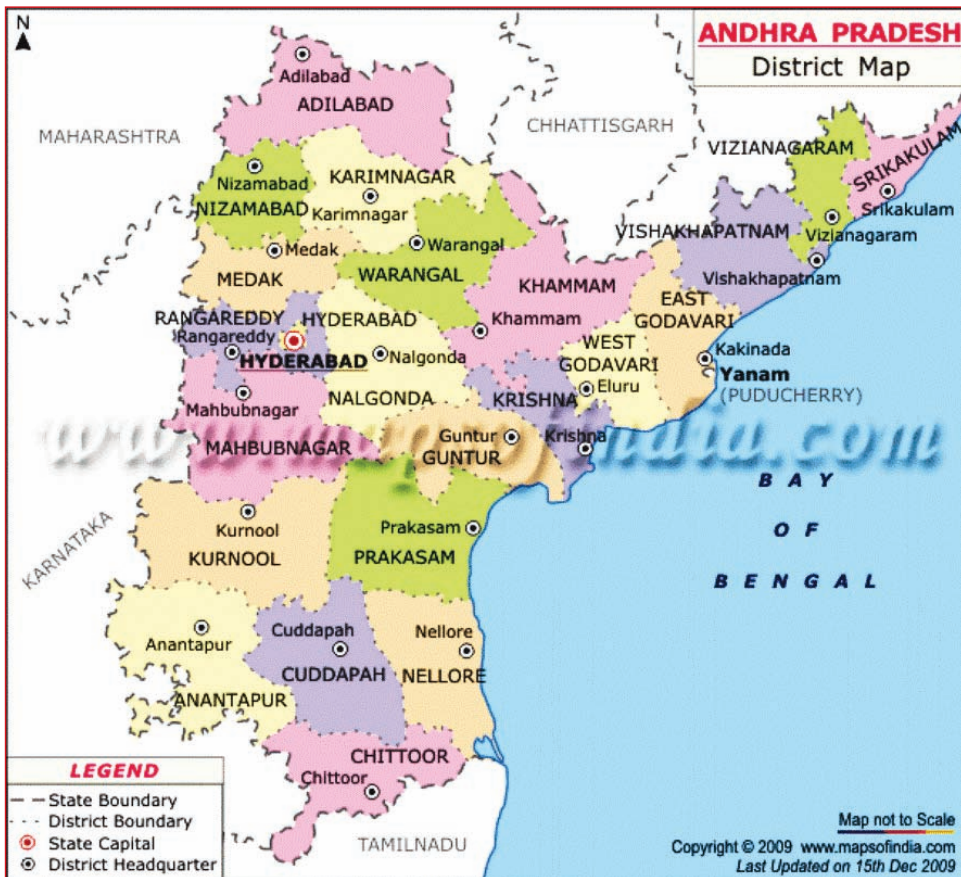 N
ANDHRA PRADESH
District Map
Adilabad
ADILABAD
MAHARASHTRA
CHHATTISGARH
VIZIANAGARAM
SRIKAKULAM
Srikakulam
Nizamabad
NIZAMABAD
KARIMNAGAR
Karimnagar
VISHAKHAPATNAM
Vizianagaram
Vishakhapatnam
Medak
MEDAK
Warangal
WARANGAL
KHAMMAM
Khammam
EAST
GODAVARI
RANGAREDDY
Rangareddy
HYDERABAD
HYDERABAD
Nalgonda
NALGONDA
WEST
GODAVARI
Eluru
Kakinada
Yanam
(PUDUCHERRY)
KRISHNA
Krishna
Mahbubnagar
MAHBUBNAGAR
Guntur
GUNTUR
www.mapsofindia.com
BAY
OF
BENGAL
KARNATAKA
Kurnool
KURNOOL
Prakasam
PRAKASAM
Anantapur
ANANTAPUR
Cuddapah
CUDDAPAH
Nellore
NELLORE
CHITTOOR
Chittoor
TAMILNADU
LEGEND
State Boundary
District Boundary
State Capital
District Headquarter
Map not to Scale
Copyright © 2009 www.mapsofindia.com
Last Updated on 15th Dec 2009